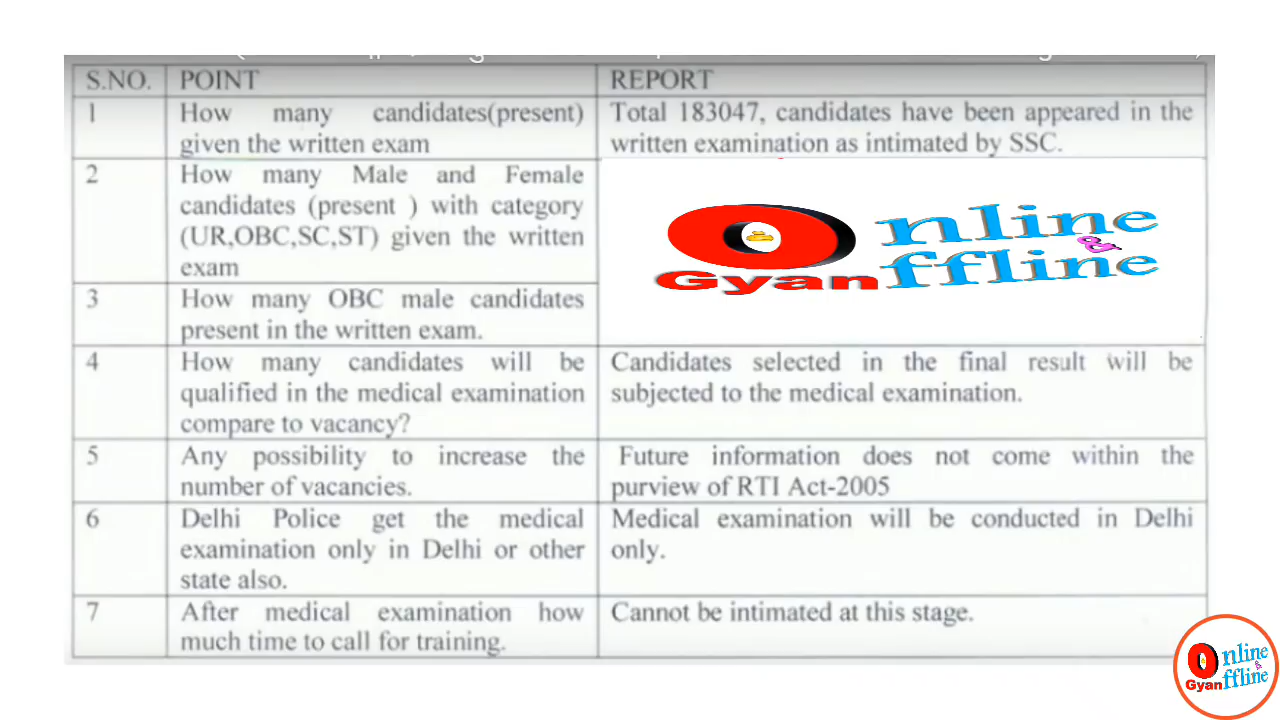 S.NO. POINT REPORT
1 How many candidates(present) Total 183047, candidates have been appeared in the
given the written exam written examination as intimated by SSC.
2 How many Male and Female
candidates (present ) with category
(UR,OBC,SC,ST) given the written
exam
3 How many OBC male candidates
present in the written exam.
Online
&
Gyan Offline
4 How many candidates will be Candidates selected in the final result will be
qualified in the medical examination subjected to the medical examination.
compare to vacancy?
5 Any possibility to increase the Future information does not come within the
number of vacancies. purview of RTI Act-2005
6 Delhi Police get the medical Medical examination will be conducted in Delhi
examination only in Delhi or other only.
state also.
7 After medical examination how Cannot be intimated at this stage.
much time to call for training.
Online
&
Gyan ffline